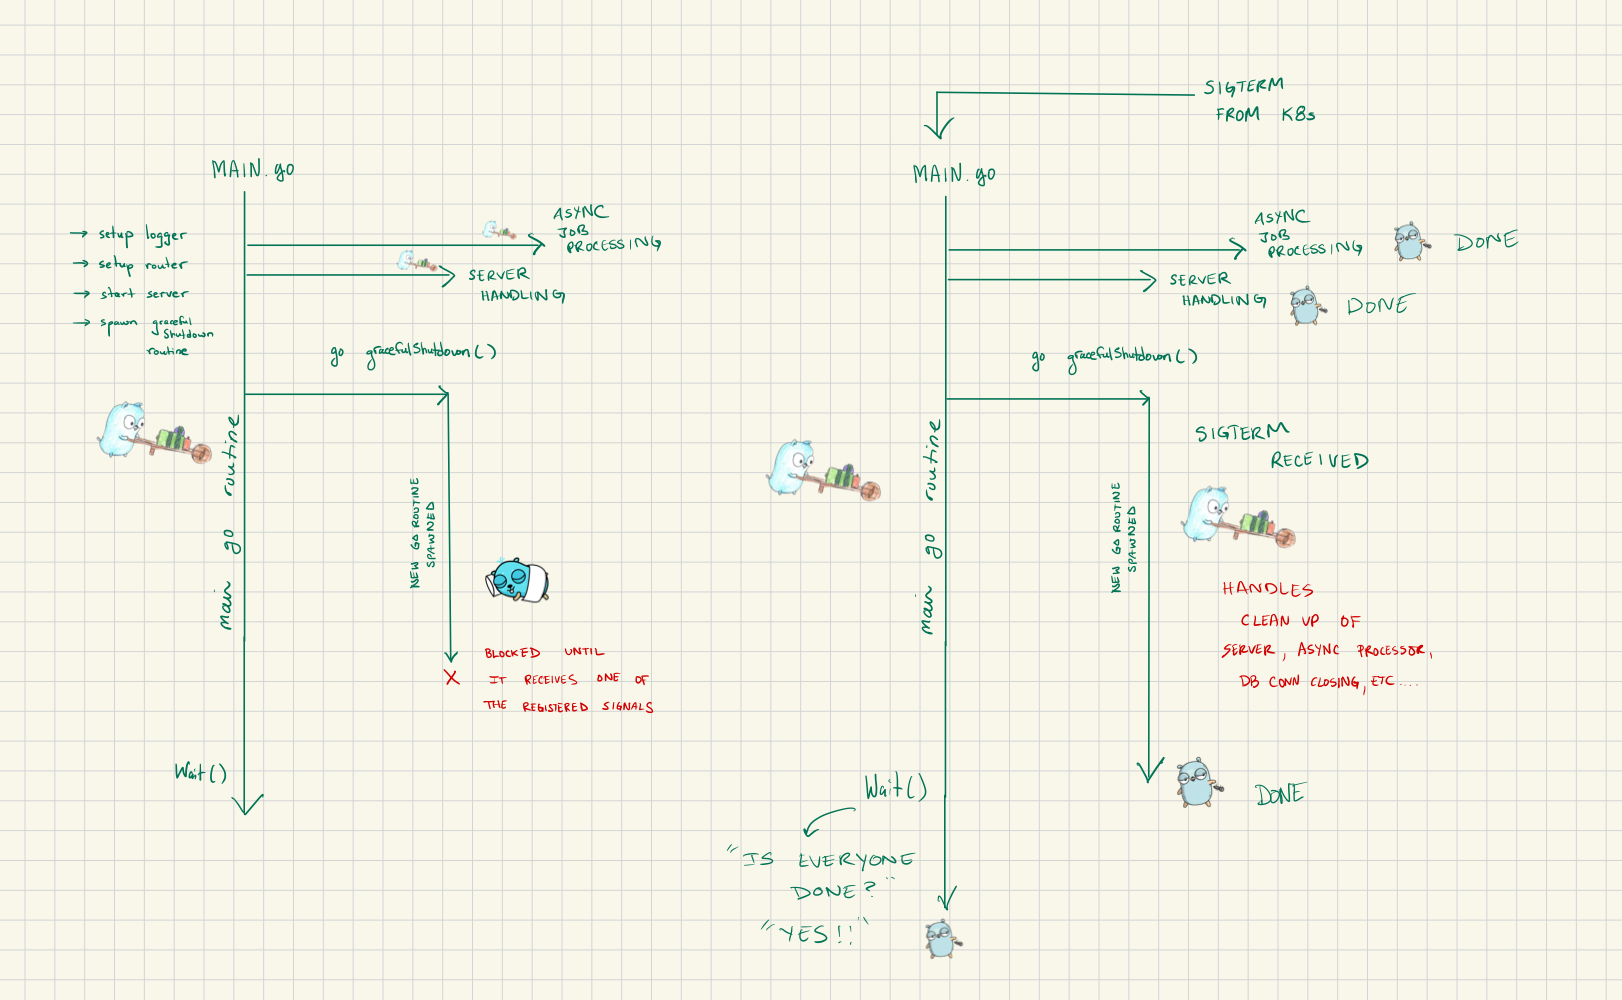 MAIN.go
→ setup logger
→ setup router
→ start server
→ spawn graceful
Shutdown
routine
ASYNC
JOB
PROCESSING
SERVER
HANDLING
go gracefulShutdown()
main go routine
NEW GO ROUTINE
SPAWNED
X
BLOCKED UNTIL
IT RECEIVES ONE OF
THE REGISTERED SIGNALS
Wait()
SIGTERM
FROM K8s
MAIN.go
ASYNC
JOB
PROCESSING
DONE
SERVER
HANDLING
DONE
go gracefulShutdown()
main go routine
NEW GO ROUTINE
SPAWNED
SIGTERM
RECEIVED
HANDLES
CLEAN UP OF
SERVER, ASYNC PROCESSOR,
DB CONN CLOSING, ETC....
DONE
Wait()
"IS EVERYONE
DONE?"
"YES!!"